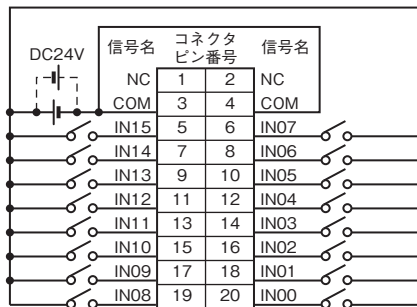 信号名 コネクタ ピン番号 信号名
DC24V
NC 1 2 NC
COM 3 4 COM
IN15 5 6 IN07
IN14 7 8 IN06
IN13 9 10 IN05
IN12 11 12 IN04
IN11 13 14 IN03
IN10 15 16 IN02
IN09 17 18 IN01
IN08 19 20 IN00